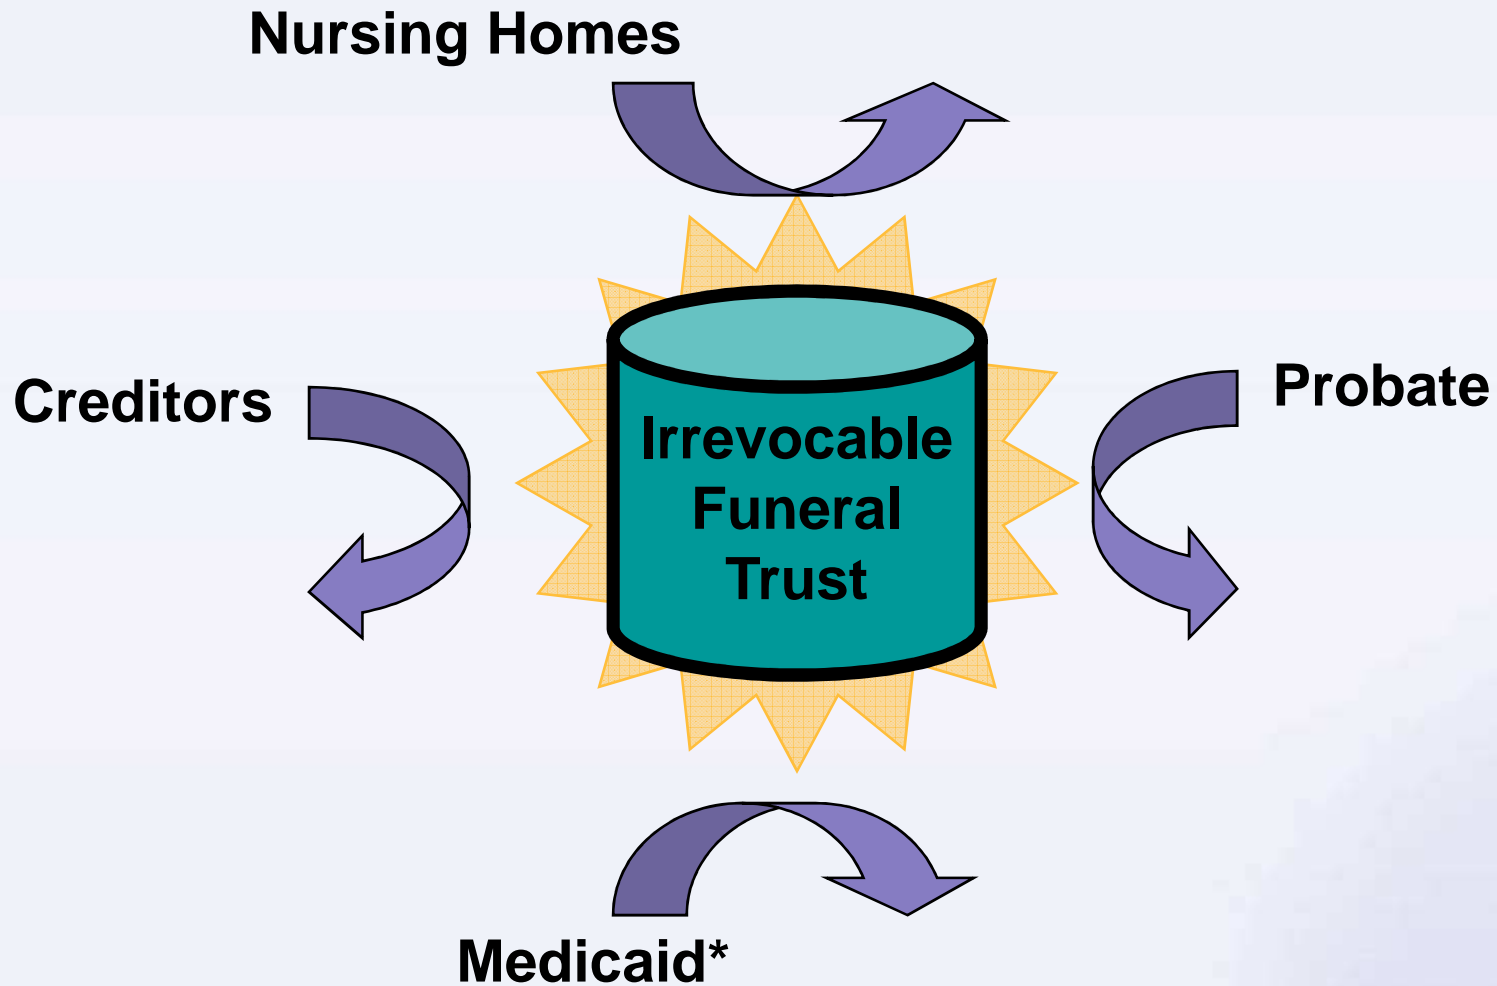 Nursing Homes
Creditors
Probate
Irrevocable
Funeral
Trust
Medicaid*